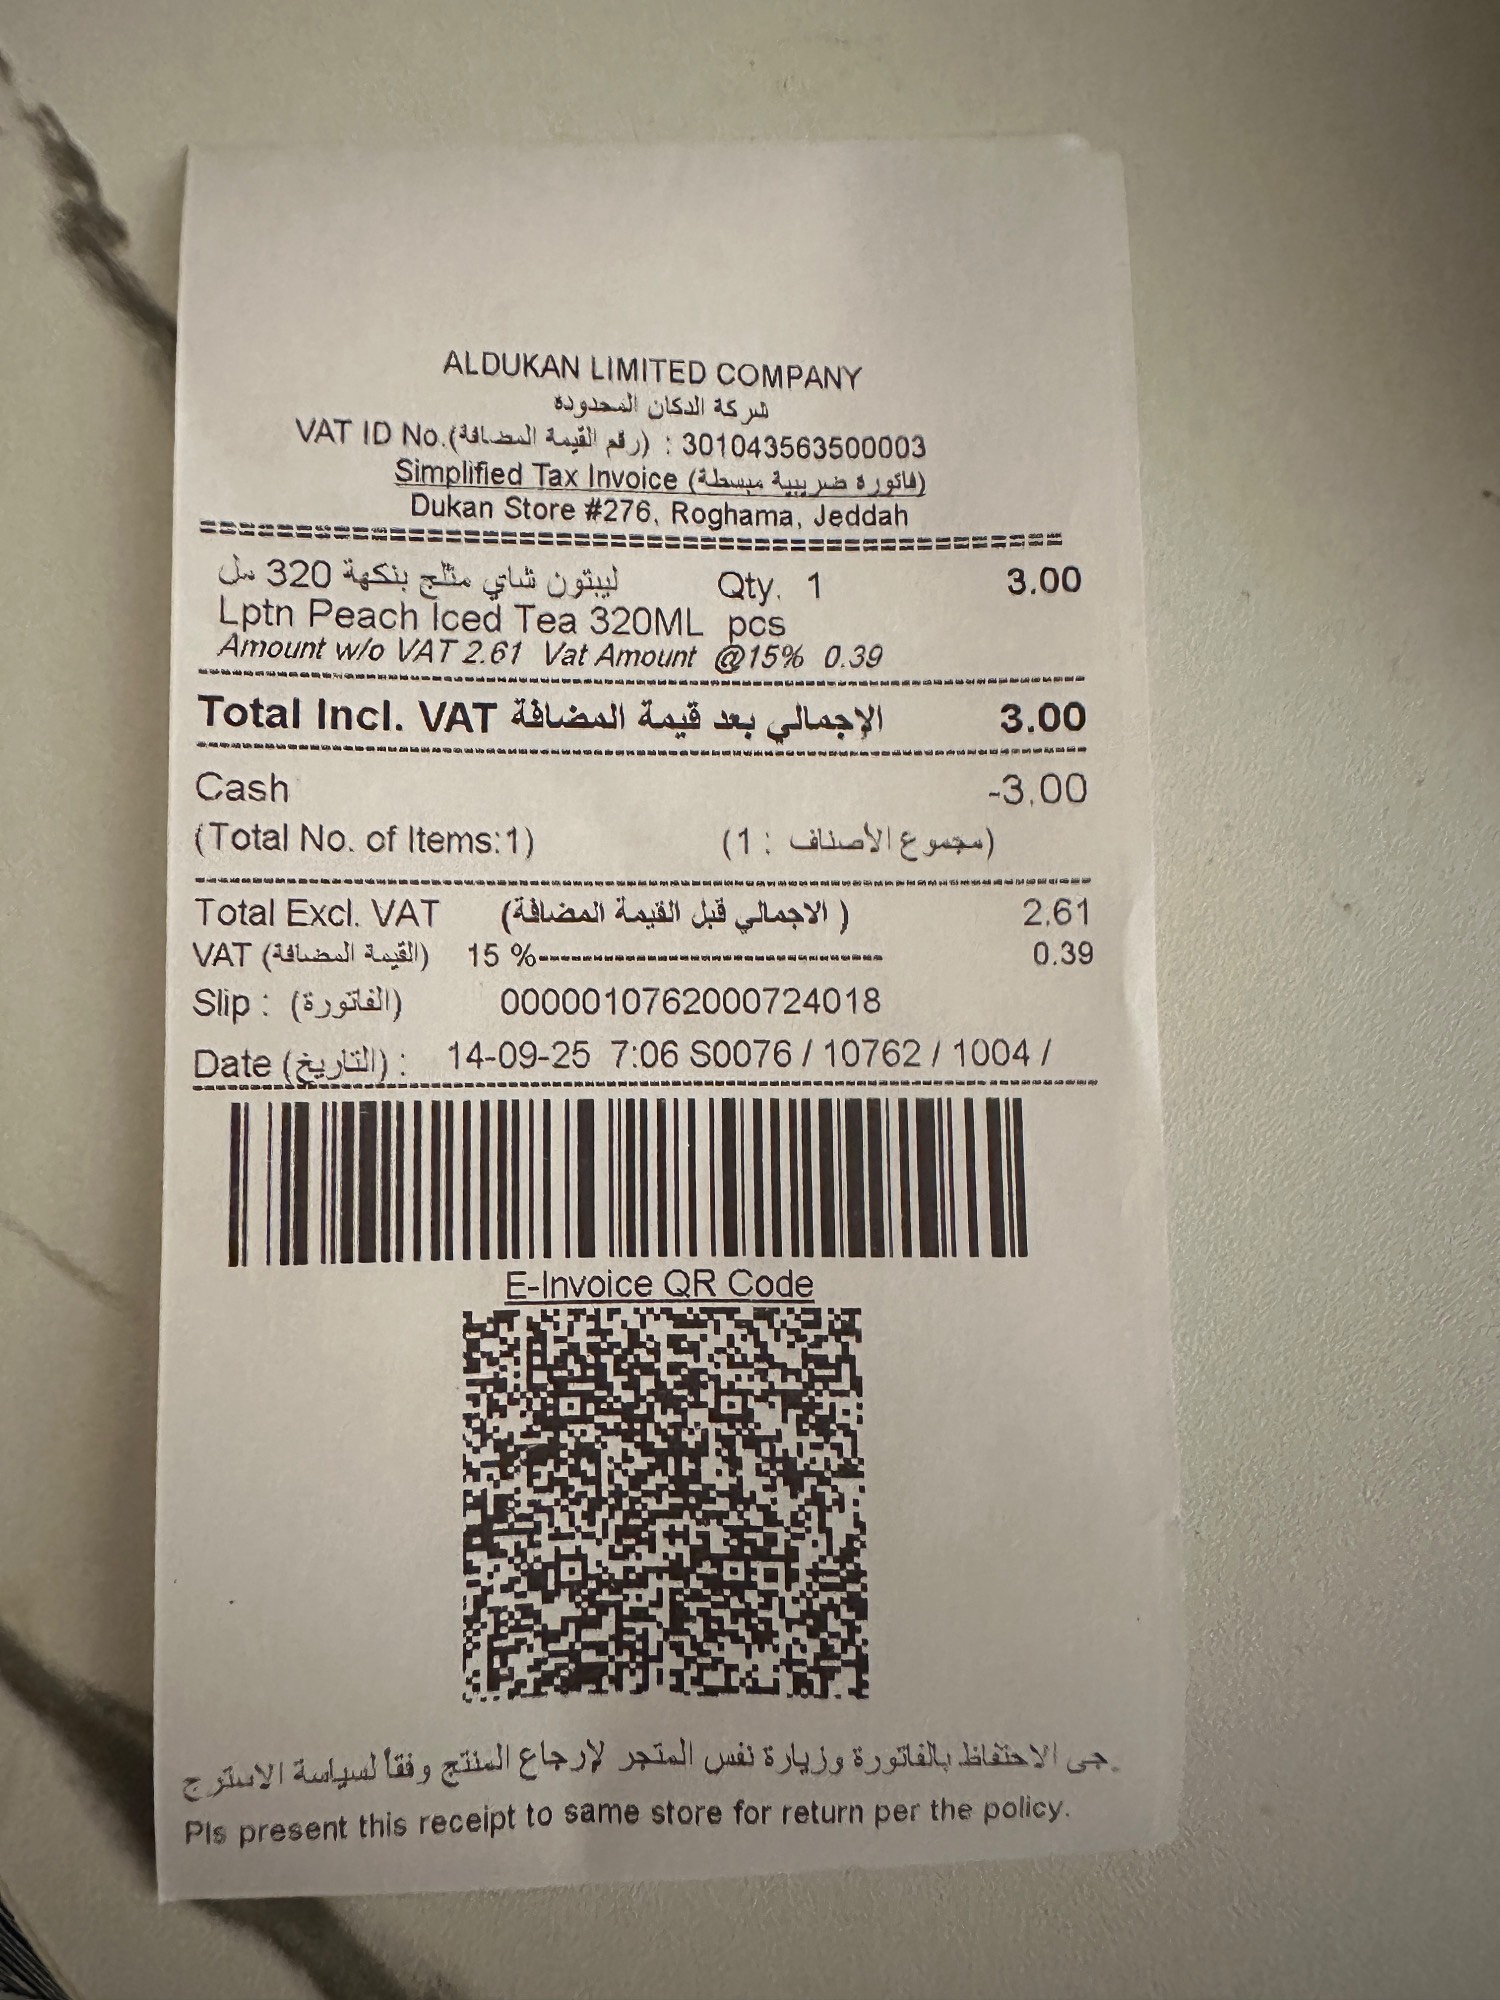 ALDUKAN LIMITED COMPANY
شركة الدكان المحدوده
VAT ID No.(رقم القيمة المضافة) : 301043563500003
Simplified Tax Invoice (فاتورة ضريبية مبسطة)
Dukan Store #276, Roghama, Jeddah
==================================================
ليبتون شاي مثلج بنكهة 320 مل Qty. 1 3.00
Lptn Peach Iced Tea 320ML pcs
Amount w/o VAT 2.61 Vat Amount @15% 0.39
Total Incl. VAT الإجمالي بعد قيمة المضافة 3.00
Cash -3.00
(Total No. of Items:1) (مجموع الأصناف : 1)
Total Excl. VAT (الاجمالي قبل القيمة المضافة ) 2.61
VAT (القيمة المضافة) 15 %-------------------------------- 0.39
Slip : (الفاتورة) 0000010762000724018
Date (التاريخ) : 14-09-25 7:06 S0076 / 10762 / 1004 /
E-Invoice QR Code
جى الاحتفاظ بالفاتورة وزيارة نفس المتجر لإرجاع المنتج وفقاً لسياسة الاسترج
Pls present this receipt to same store for return per the policy.